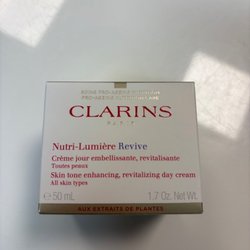 CLARINS
PARIS
Nutri-Lumière Revive
Crème jour embellissante, revitalisante
Toutes peaux
Skin tone enhancing, revitalizing day cream
All skin types
℮ 50 mL 1.7 Oz. Net Wt.
AUX EXTRAITS DE PLANTES